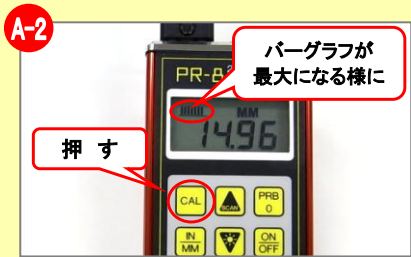 A-2
バーグラフが
最大になる様に
PR-8
MM
14.96
押 す
CAL
SCAN
PRB
0
IN
MM
ON
OFF